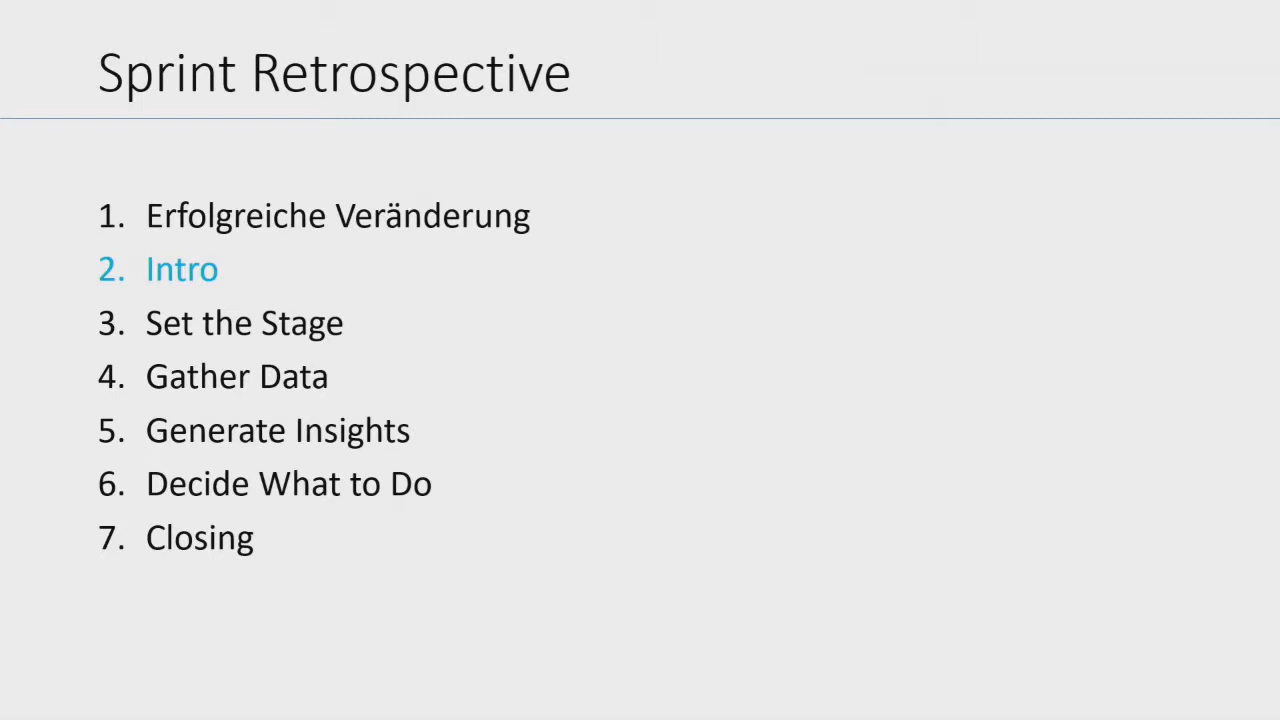 Sprint Retrospective
1. Erfolgreiche Veränderung
2. Intro
3. Set the Stage
4. Gather Data
5. Generate Insights
6. Decide What to Do
7. Closing